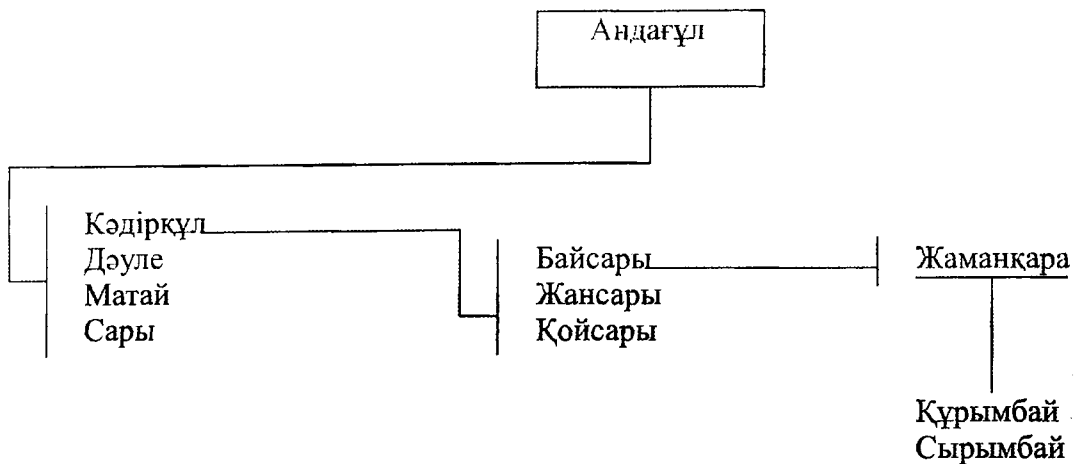 Андағұл
Кәдірқұл
Дәуле
Матай
Сары
Байсары
Жансары
Қойсары
Жаманқара
Құрымбай
Сырымбай